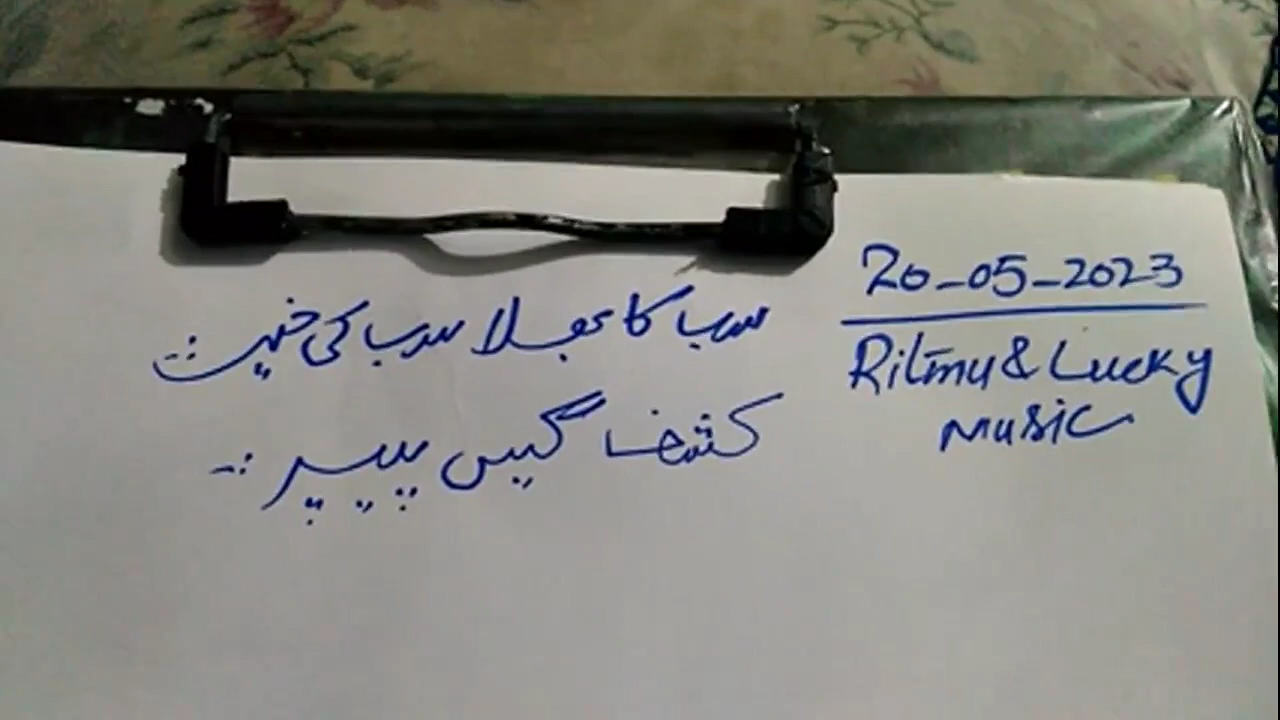 20-05-2023
Ritmu & Lucky
Music
سب کا بھلا سب کی خیر
کشف گیس پیپر